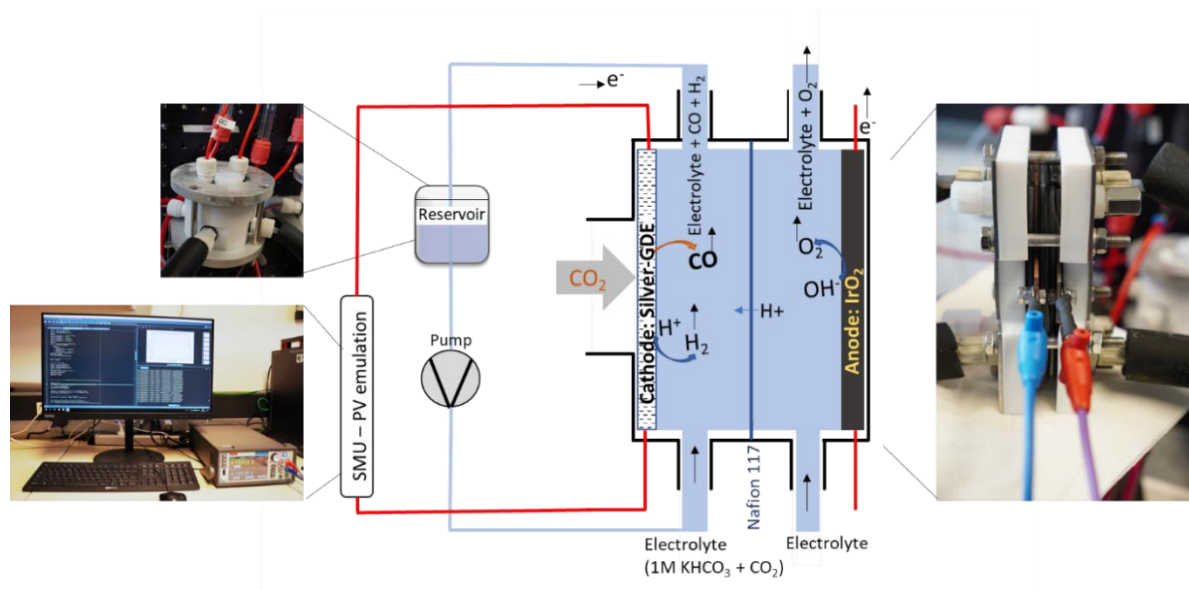 e⁻
e⁻
Reservoir
Pump
SMU – PV emulation
CO₂
Cathode: Silver-GDE
Electrolyte + CO + H₂
CO
H⁺
H₂
H+
Nafion 117
Electrolyte + O₂
O₂
OH⁻
Anode: IrO₂
Electrolyte
(1M KHCO₃ + CO₂)
Electrolyte